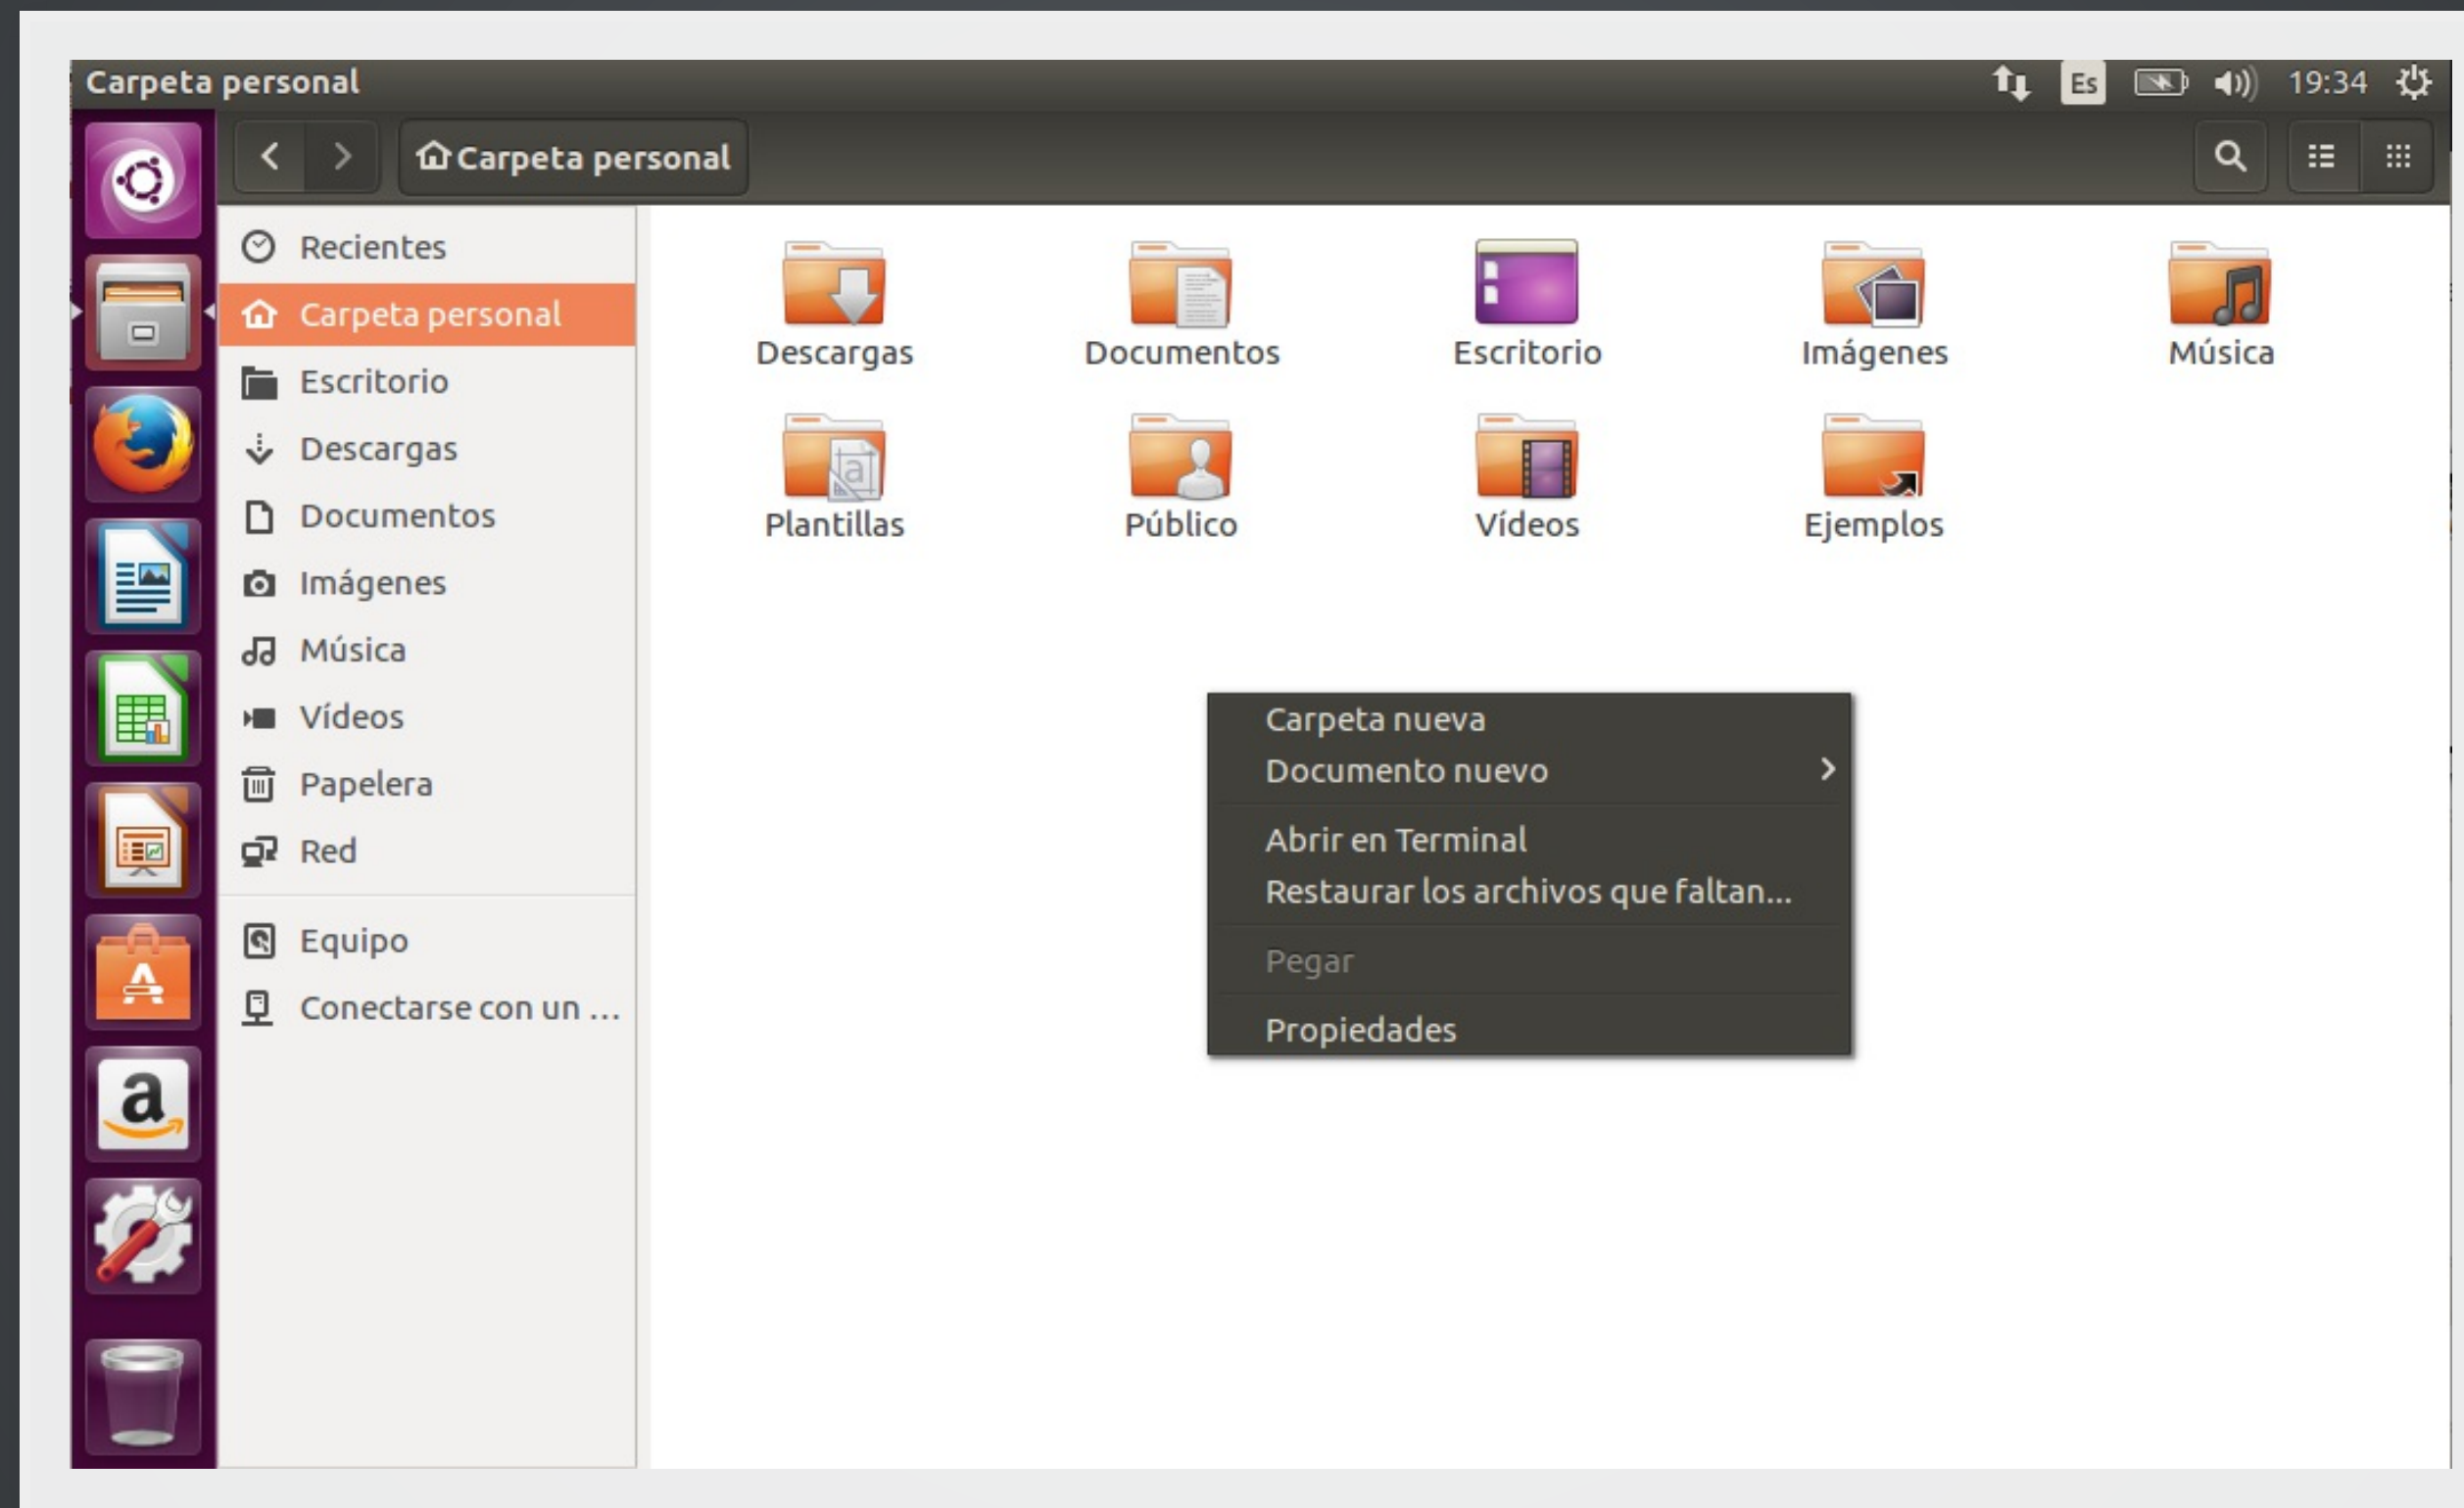 Carpeta personal
Es
19:34
Carpeta personal
Recientes
Carpeta personal
Escritorio
Descargas
Documentos
Imágenes
Música
Vídeos
Papelera
Red
Equipo
Conectarse con un ...
Descargas
Documentos
Escritorio
Imágenes
Música
Plantillas
Público
Vídeos
Ejemplos
Carpeta nueva
Documento nuevo
Abrir en Terminal
Restaurar los archivos que faltan...
Pegar
Propiedades